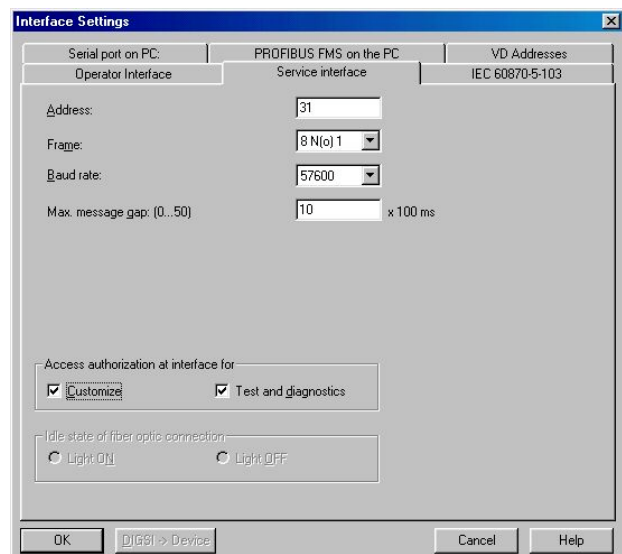 Interface Settings
Serial port on PC: PROFIBUS FMS on the PC VD Addresses
Operator Interface Service interface IEC 60870-5-103
Address: 31
Frame: 8 N(o) 1
Baud rate: 57600
Max. message gap: (0...50) 10 x 100 ms
Access authorization at interface for
Customize Test and diagnostics
Idle state of fiber optic connection
Light ON Light OFF
OK DIGSI -> Device Cancel Help